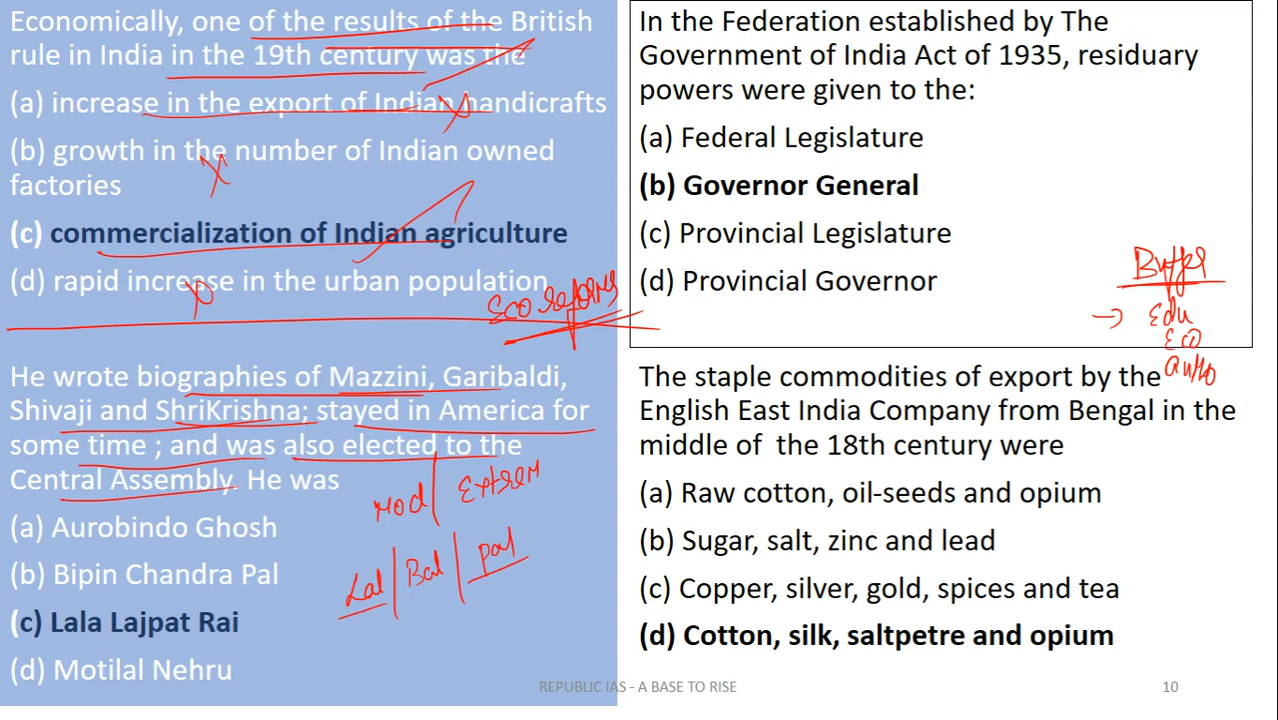 Economically, one of the results of the British
rule in India in the 19th century was the
(a) increase in the export of Indian handicrafts
(b) growth in the number of Indian owned
factories
(c) commercialization of Indian agriculture
(d) rapid increase in the urban population
Eco reforms
He wrote biographies of Mazzini, Garibaldi,
Shivaji and ShriKrishna; stayed in America for
some time ; and was also elected to the
Central Assembly. He was
Mod | Extrem
(a) Aurobindo Ghosh
(b) Bipin Chandra Pal
Lal | Bal | Pal
(c) Lala Lajpat Rai
(d) Motilal Nehru
In the Federation established by The
Government of India Act of 1935, residuary
powers were given to the:
(a) Federal Legislature
(b) Governor General
(c) Provincial Legislature
(d) Provincial Governor
→ Edu
Eco
The staple commodities of export by the
English East India Company from Bengal in the
middle of  the 18th century were
(a) Raw cotton, oil-seeds and opium
(b) Sugar, salt, zinc and lead
(c) Copper, silver, gold, spices and tea
(d) Cotton, silk, saltpetre and opium
REPUBLIC IAS - A BASE TO RISE
10